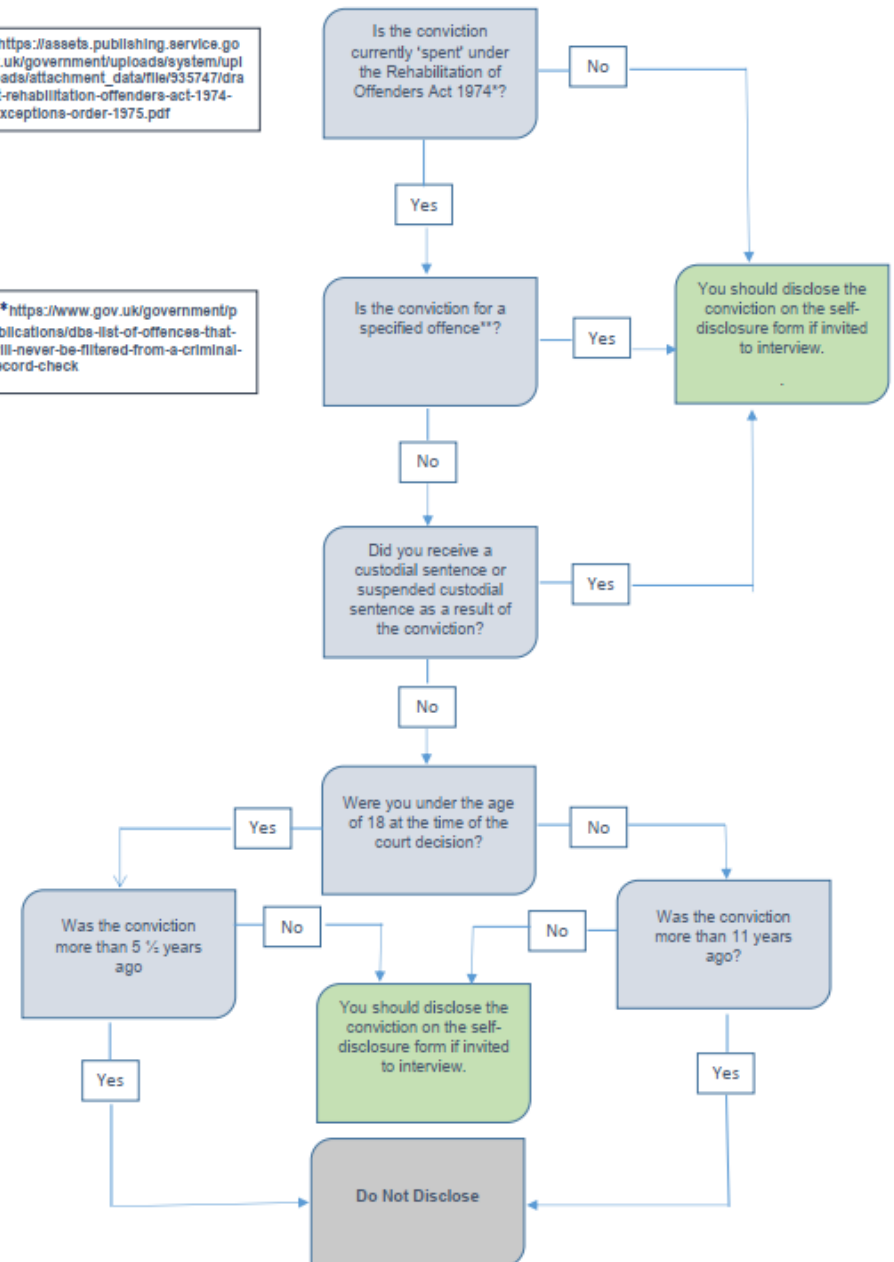 https://assets.publishing.service.go
.uk/government/uploads/system/upl
oads/attachment_data/file/935747/dra
t-rehabilitation-offenders-act-1974-
xceptions-order-1975.pdf
Is the conviction
currently 'spent' under
the Rehabilitation of
Offenders Act 1974*?
No
Yes
*https://www.gov.uk/government/p
blications/dbs-list-of-offences-that-
ill-never-be-filtered-from-a-criminal-
ecord-check
Is the conviction for a
specified offence**?
Yes
You should disclose the
conviction on the self-
disclosure form if invited
to interview.
.
No
Did you receive a
custodial sentence or
suspended custodial
sentence as a result of
the conviction?
Yes
No
Were you under the age
of 18 at the time of the
court decision?
Yes
No
Was the conviction
more than 5 ½ years
ago
No
Was the conviction
more than 11 years
ago?
No
You should disclose the
conviction on the self-
disclosure form if invited
to interview.
Yes
Yes
Do Not Disclose